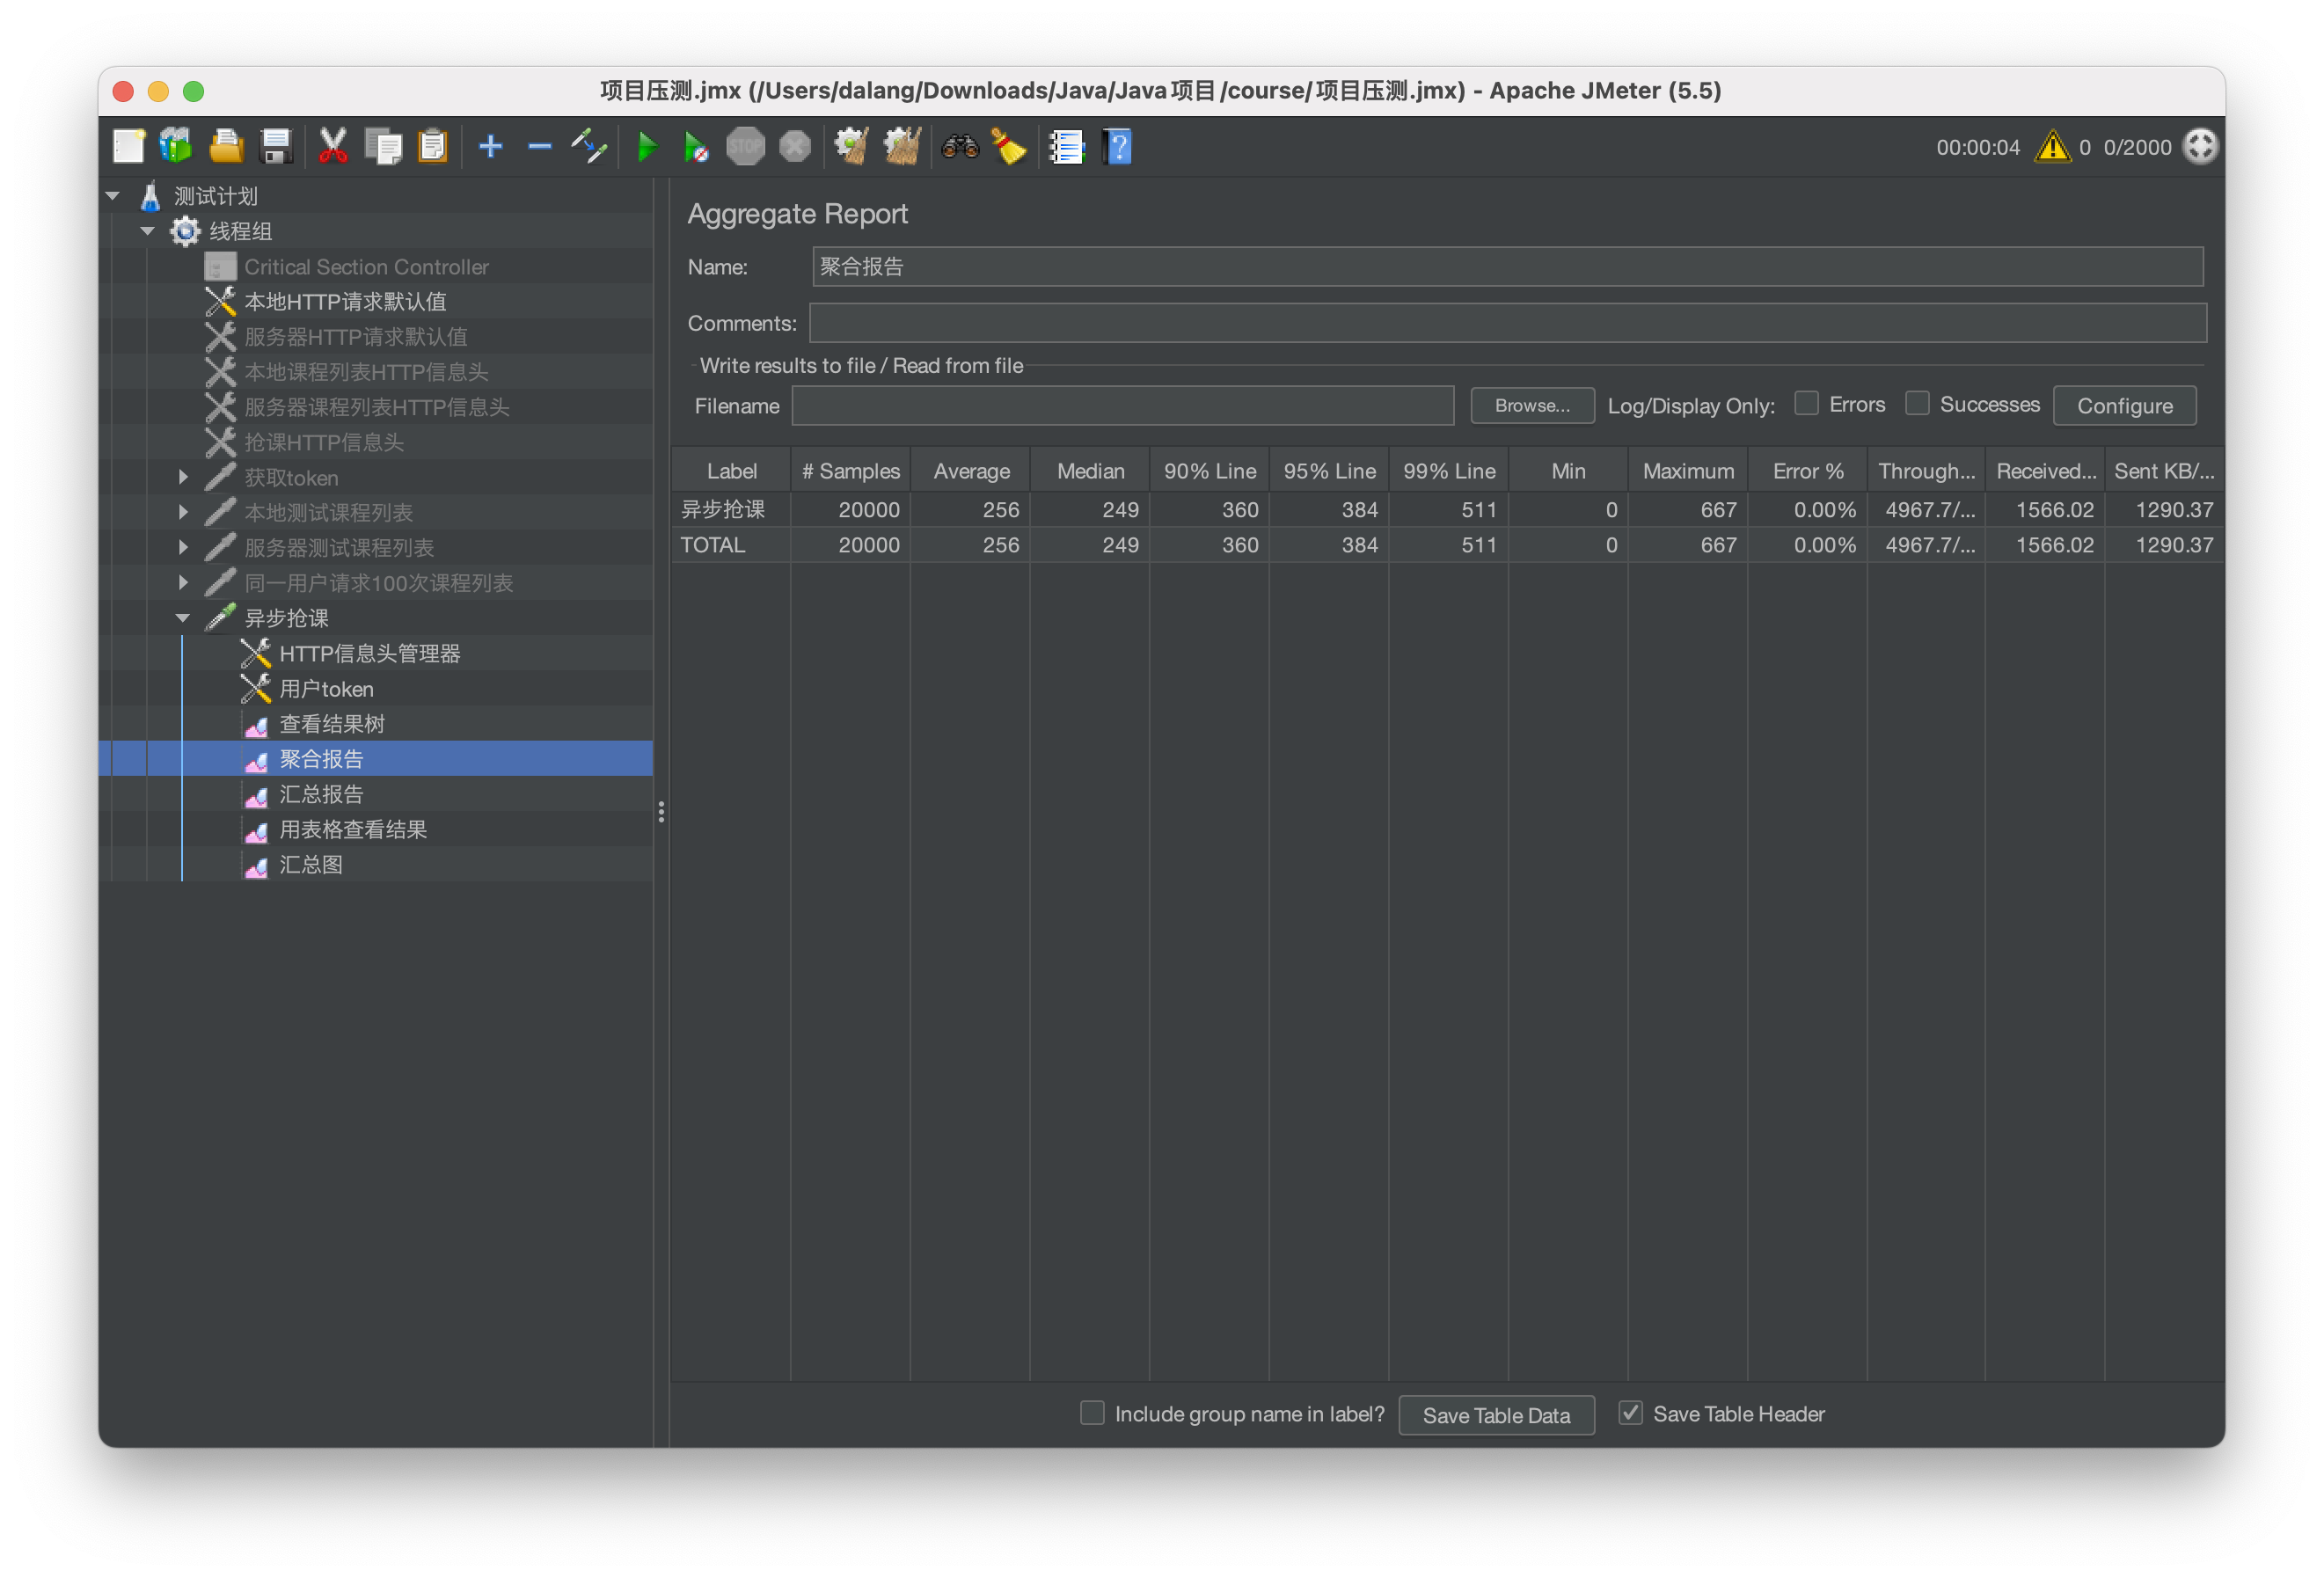 项目压测.jmx (/Users/dalang/Downloads/Java/Java项目/course/项目压测.jmx) - Apache JMeter (5.5)
STOP
00:00:04 0 0/2000
测试计划
线程组
Critical Section Controller
本地HTTP请求默认值
服务器HTTP请求默认值
本地课程列表HTTP信息头
服务器课程列表HTTP信息头
抢课HTTP信息头
获取token
本地测试课程列表
服务器测试课程列表
同一用户请求100次课程列表
异步抢课
HTTP信息头管理器
用户token
查看结果树
聚合报告
汇总报告
用表格查看结果
汇总图
Aggregate Report
Name: 聚合报告
Comments:
Write results to file / Read from file
Filename Browse... Log/Display Only: Errors Successes Configure
Label # Samples Average Median 90% Line 95% Line 99% Line Min Maximum Error % Through... Received... Sent KB/...
异步抢课 20000 256 249 360 384 511 0 667 0.00% 4967.7/... 1566.02 1290.37
TOTAL 20000 256 249 360 384 511 0 667 0.00% 4967.7/... 1566.02 1290.37
Include group name in label? Save Table Data Save Table Header